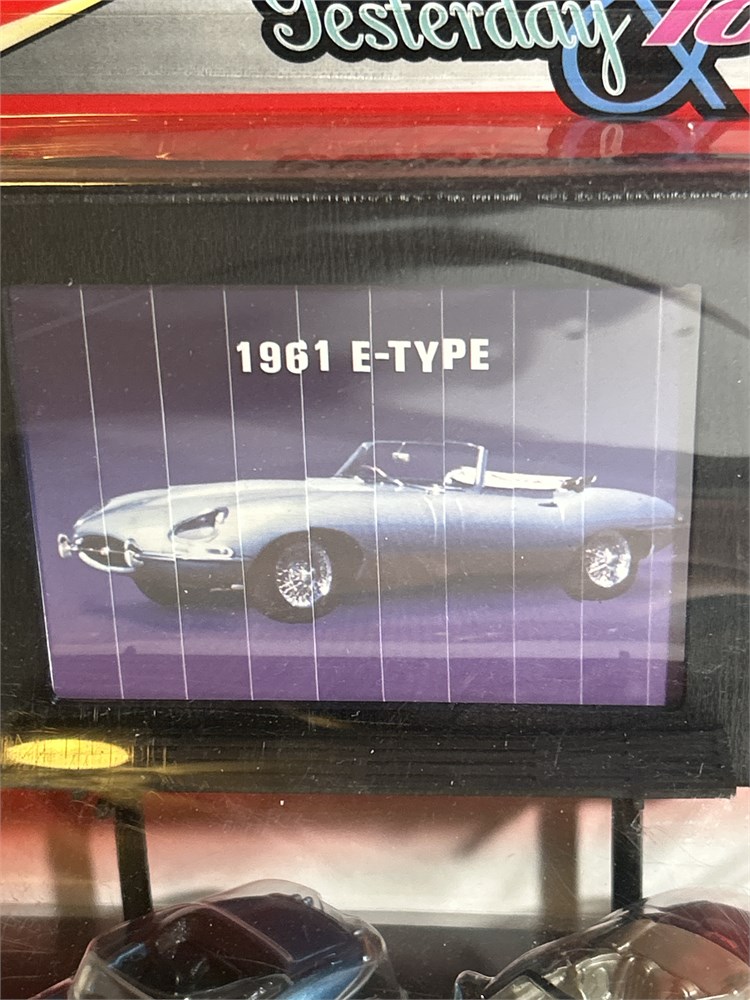 Yesterday &
1961 E-TYPE